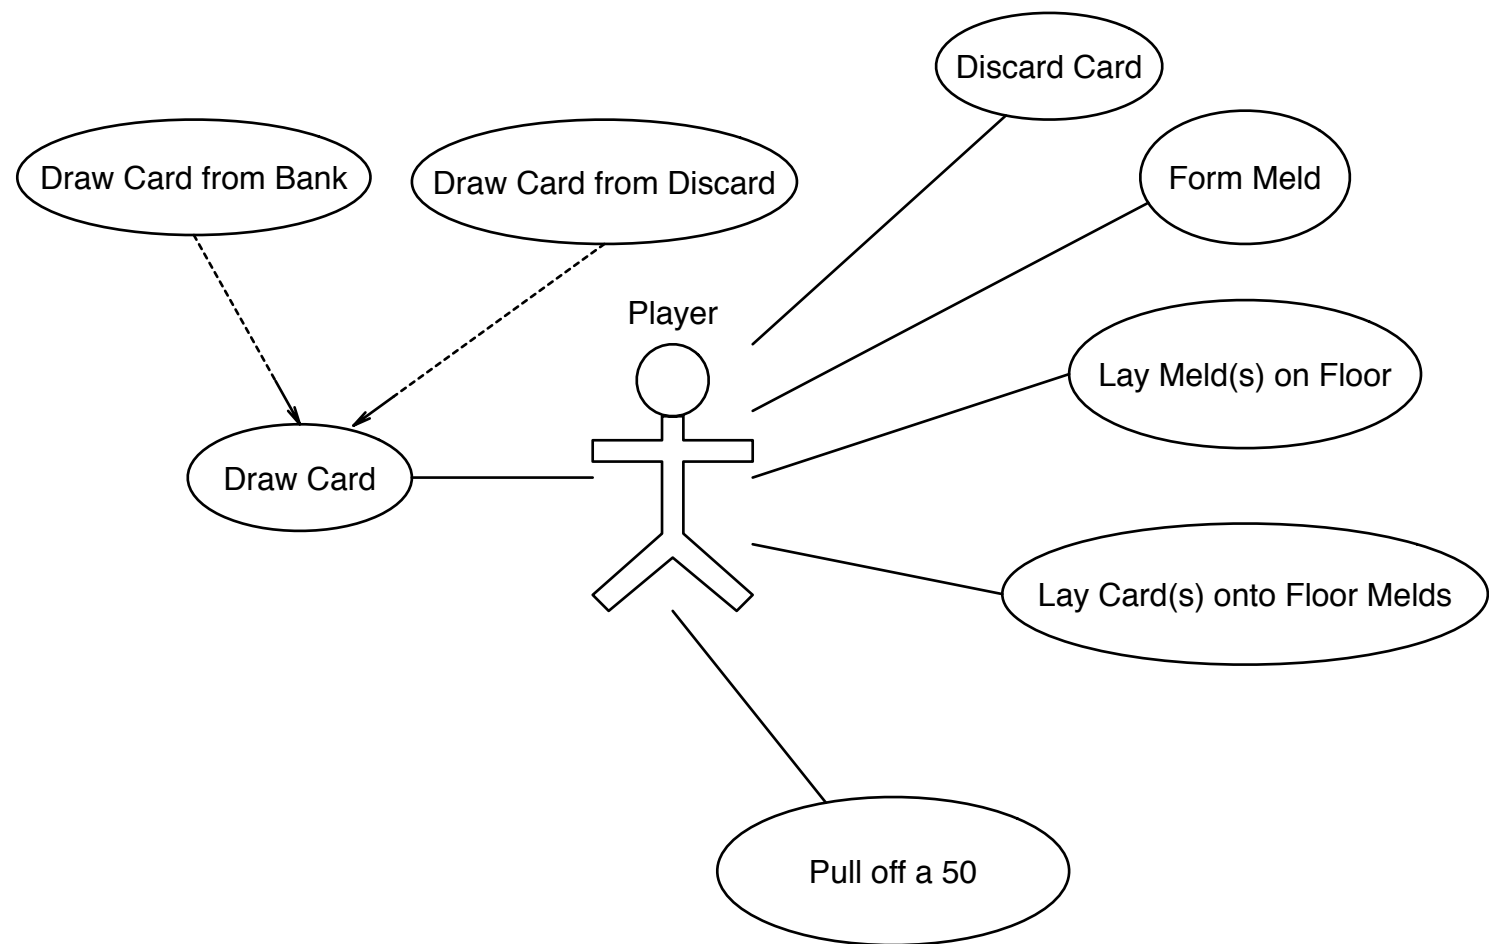 Discard Card
Draw Card from Bank
Draw Card from Discard
Form Meld
Player
Lay Meld(s) on Floor
Draw Card
Lay Card(s) onto Floor Melds
Pull off a 50